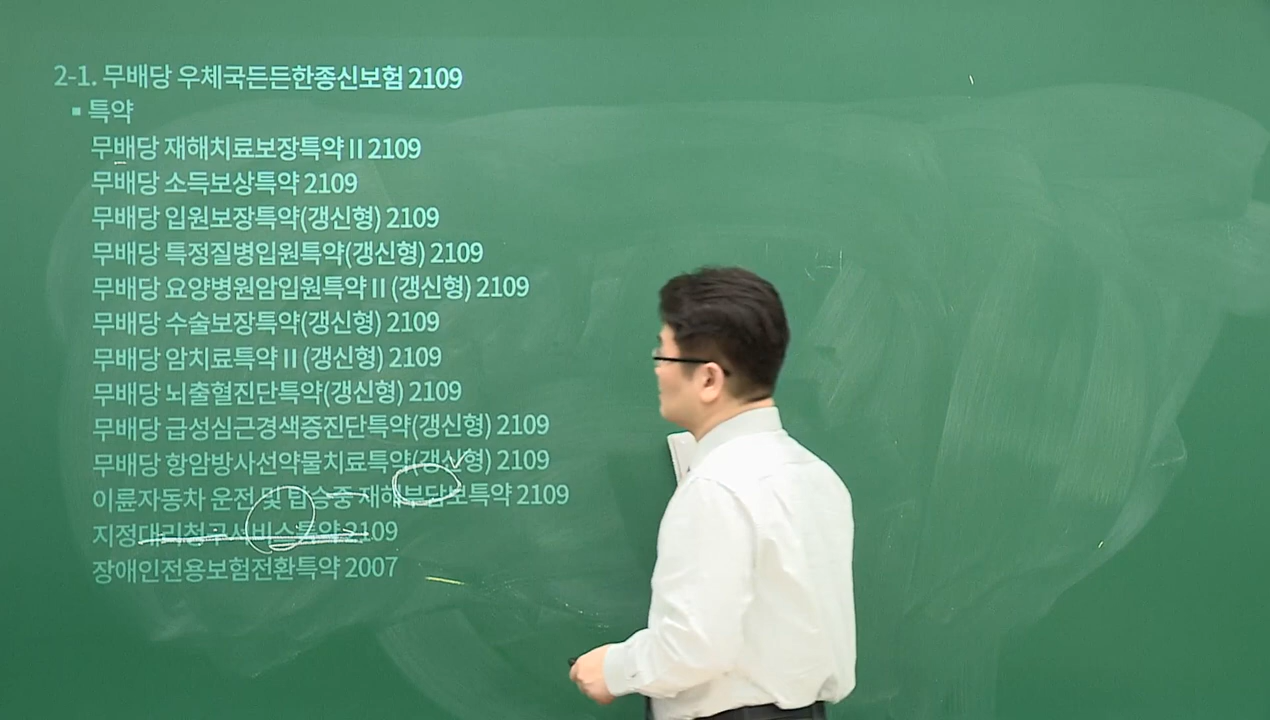 2-1. 무배당 우체국든든한종신보험 2109
▪ 특약
무배당 재해치료보장특약Ⅱ 2109
무배당 소득보상특약 2109
무배당 입원보장특약(갱신형) 2109
무배당 특정질병입원특약(갱신형) 2109
무배당 요양병원암입원특약Ⅱ (갱신형) 2109
무배당 수술보장특약(갱신형) 2109
무배당 암치료특약Ⅱ (갱신형) 2109
무배당 뇌출혈진단특약(갱신형) 2109
무배당 급성심근경색증진단특약(갱신형) 2109
무배당 항암방사선약물치료특약(갱신형) 2109
이륜자동차 운전 및 탑승중 재해부담보특약 2109
지정대리청구서비스특약 2109
장애인전용보험전환특약 2007